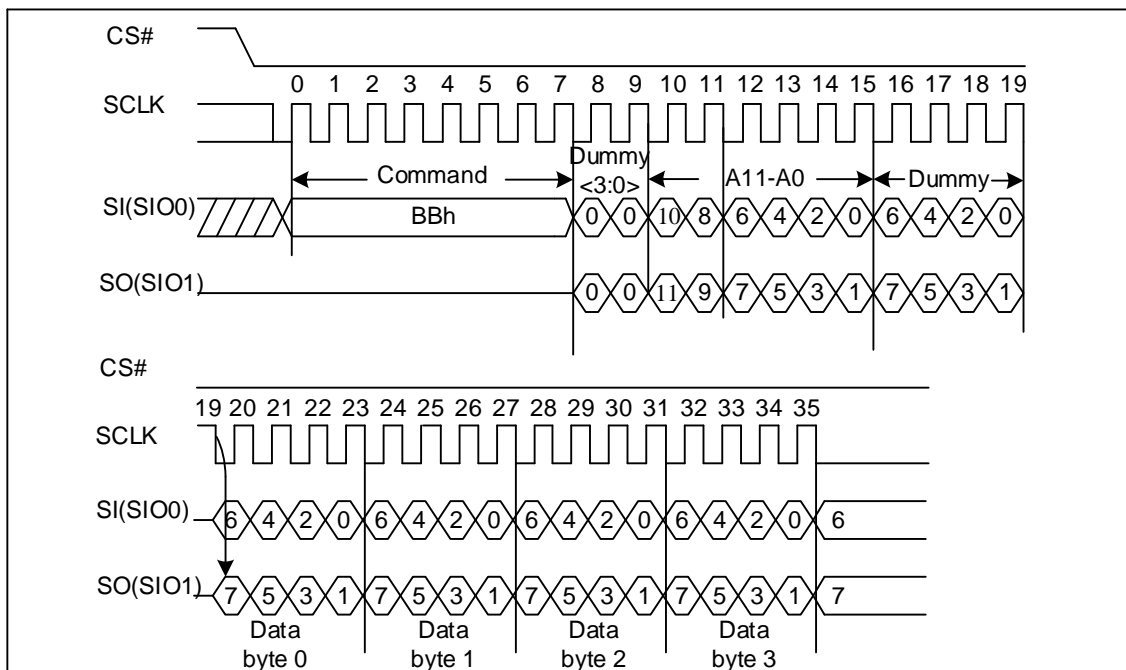 CS#
0 1 2 3 4 5 6 7 8 9 10 11 12 13 14 15 16 17 18 19
SCLK
Command
Dummy
<3:0>
A11-A0
Dummy
SI(SIO0)
BBh
0 0 10 8 6 4 2 0 6 4 2 0
SO(SIO1)
0 0 11 9 7 5 3 1 7 5 3 1
CS#
19 20 21 22 23 24 25 26 27 28 29 30 31 32 33 34 35
SCLK
SI(SIO0)
6 4 2 0 6 4 2 0 6 4 2 0 6 4 2 0 6
SO(SIO1)
7 5 3 1 7 5 3 1 7 5 3 1 7 5 3 1 7
Data
byte 0
Data
byte 1
Data
byte 2
Data
byte 3